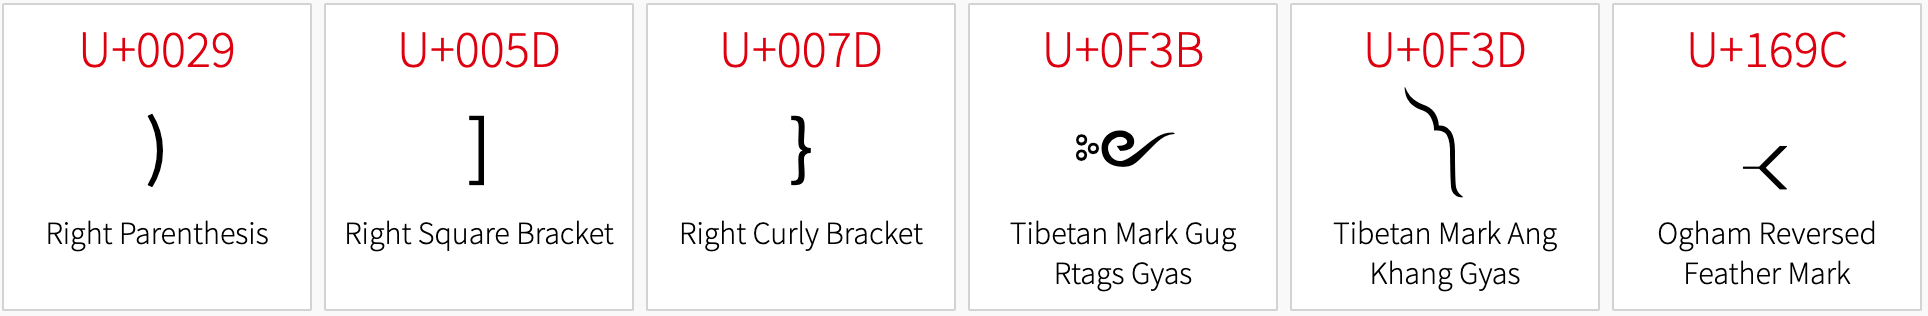 U+0029
)
Right Parenthesis
U+005D
]
Right Square Bracket
U+007D
}
Right Curly Bracket
U+0F3B
༻
Tibetan Mark Gug
Rtags Gyas
U+0F3D
༽
Tibetan Mark Ang
Khang Gyas
U+169C
᚜
Ogham Reversed
Feather Mark